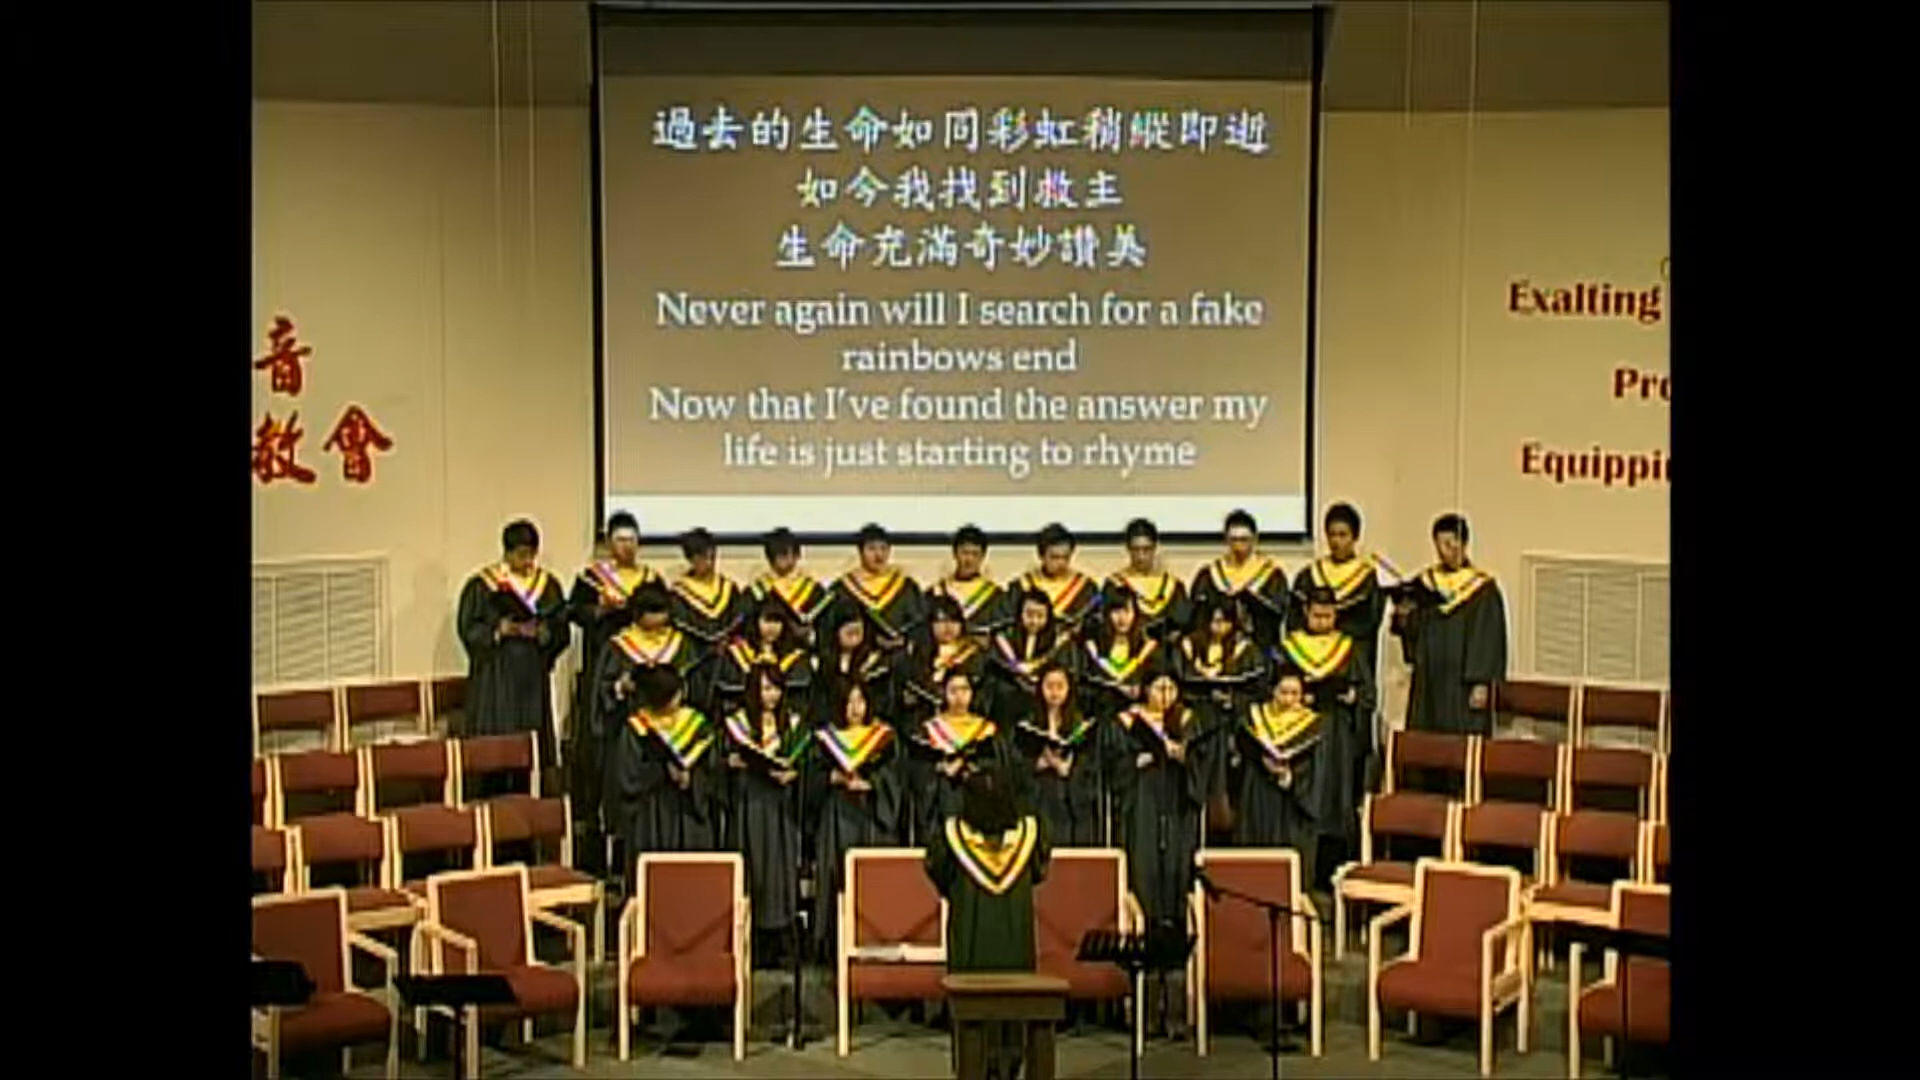 過去的生命如同彩虹稍縱即逝
如今我找到救主
生命充滿奇妙讚美
Never again will I search for a fake
rainbows end
Now that I've found the answer my
life is just starting to rhyme
音
教會
Exalting
Pro
Equippin